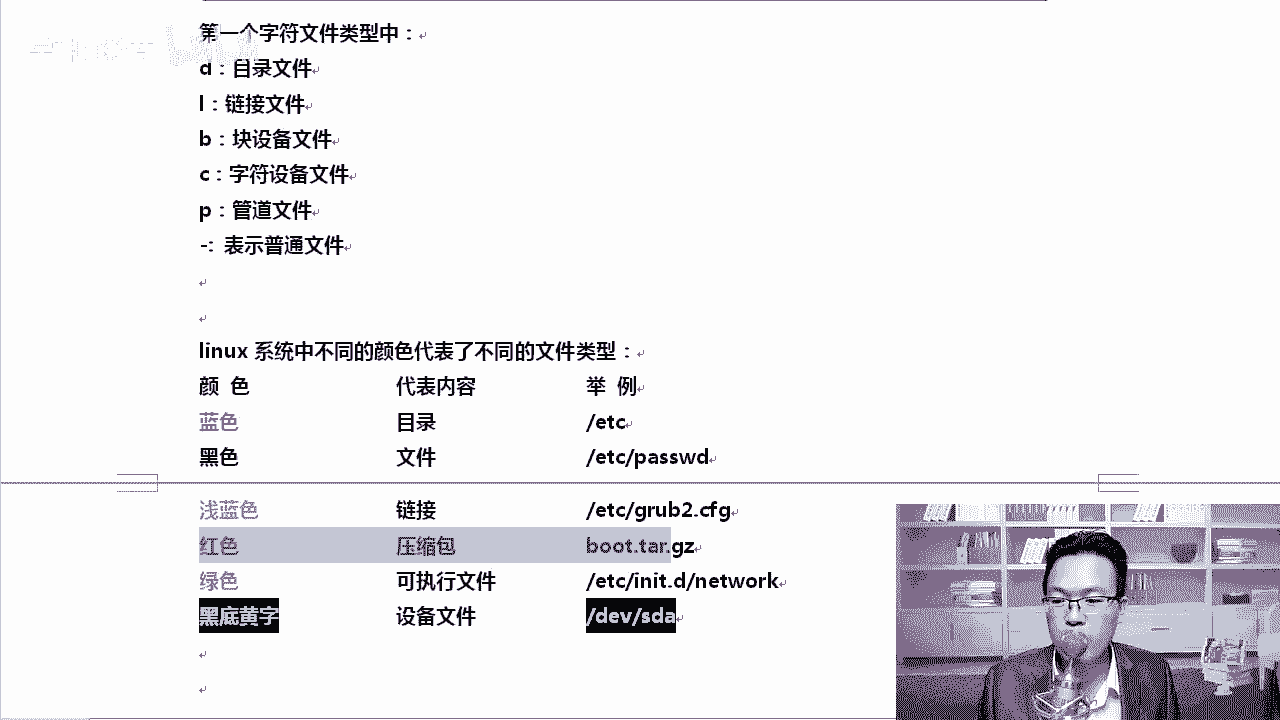 第一个字符文件类型中：
d：目录文件
l：链接文件
b：块设备文件
c：字符设备文件
p：管道文件
-: 表示普通文件
linux 系统中不同的颜色代表了不同的文件类型：
颜 色 代表内容 举 例
蓝色 目录 /etc
黑色 文件 /etc/passwd
浅蓝色 链接 /etc/grub2.cfg
红色 压缩包 boot.tar.gz
绿色 可执行文件 /etc/init.d/network
黑底黄字 设备文件 /dev/sda